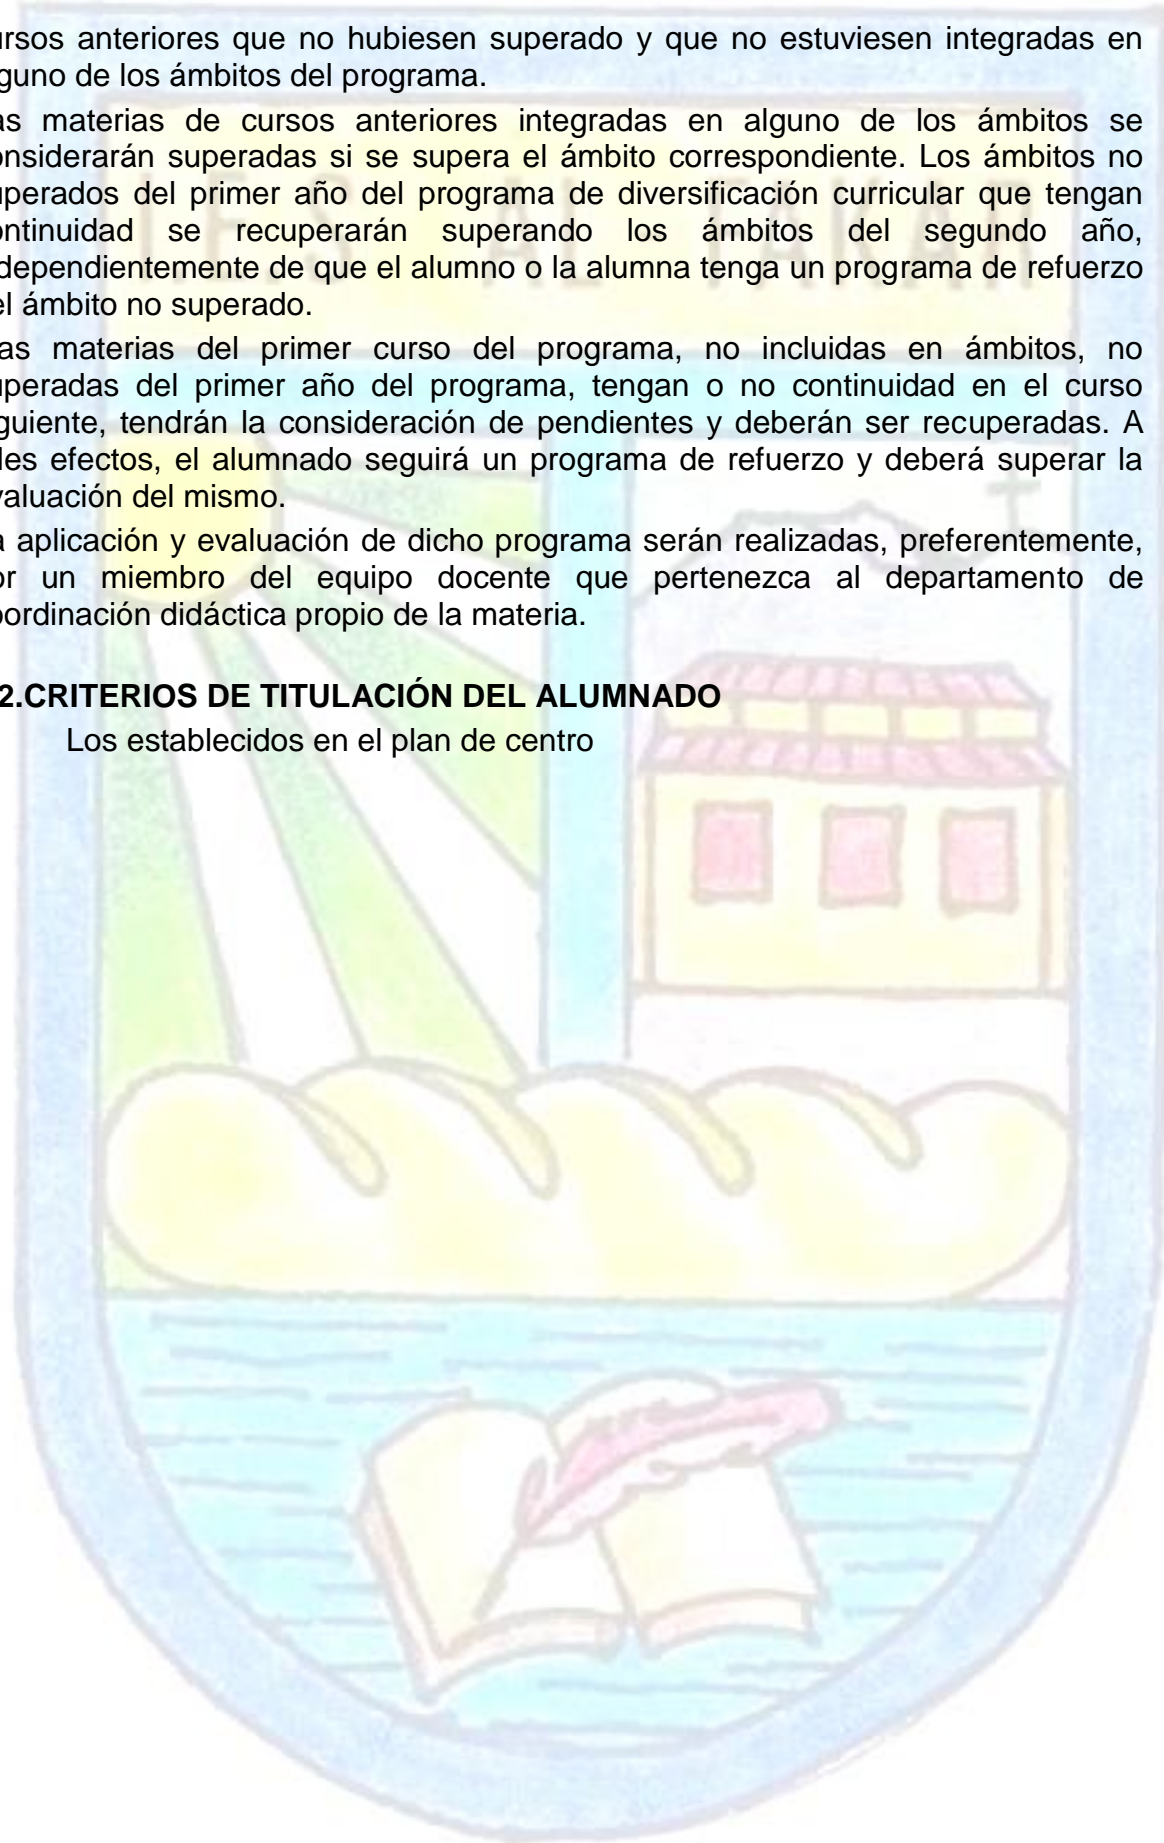 ursos anteriores que no hubiesen superado y que no estuviesen integradas en
guno de los ámbitos del programa.
as materias de cursos anteriores integradas en alguno de los ámbitos se
onsiderarán superadas si se supera el ámbito correspondiente. Los ámbitos no
uperados del primer año del programa de diversificación curricular que tengan
ontinuidad se recuperarán superando los ámbitos del segundo año,
dependientemente de que el alumno o la alumna tenga un programa de refuerzo
el ámbito no superado.
as materias del primer curso del programa, no incluidas en ámbitos, no
uperadas del primer año del programa, tengan o no continuidad en el curso
guiente, tendrán la consideración de pendientes y deberán ser recuperadas. A
les efectos, el alumnado seguirá un programa de refuerzo y deberá superar la
valuación del mismo.
a aplicación y evaluación de dicho programa serán realizadas, preferentemente,
or un miembro del equipo docente que pertenezca al departamento de
oordinación didáctica propio de la materia.
2.CRITERIOS DE TITULACIÓN DEL ALUMNADO
Los establecidos en el plan de centro